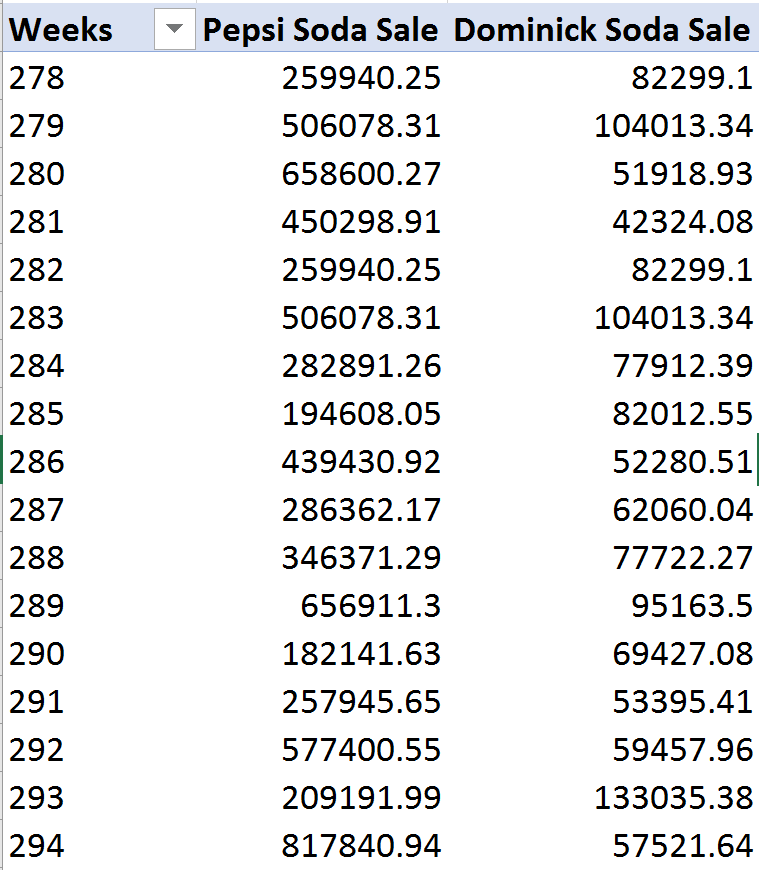 Weeks Pepsi Soda Sale Dominick Soda Sale
278 259940.25 82299.1
279 506078.31 104013.34
280 658600.27 51918.93
281 450298.91 42324.08
282 259940.25 82299.1
283 506078.31 104013.34
284 282891.26 77912.39
285 194608.05 82012.55
286 439430.92 52280.51
287 286362.17 62060.04
288 346371.29 77722.27
289 656911.3 95163.5
290 182141.63 69427.08
291 257945.65 53395.41
292 577400.55 59457.96
293 209191.99 133035.38
294 817840.94 57521.64